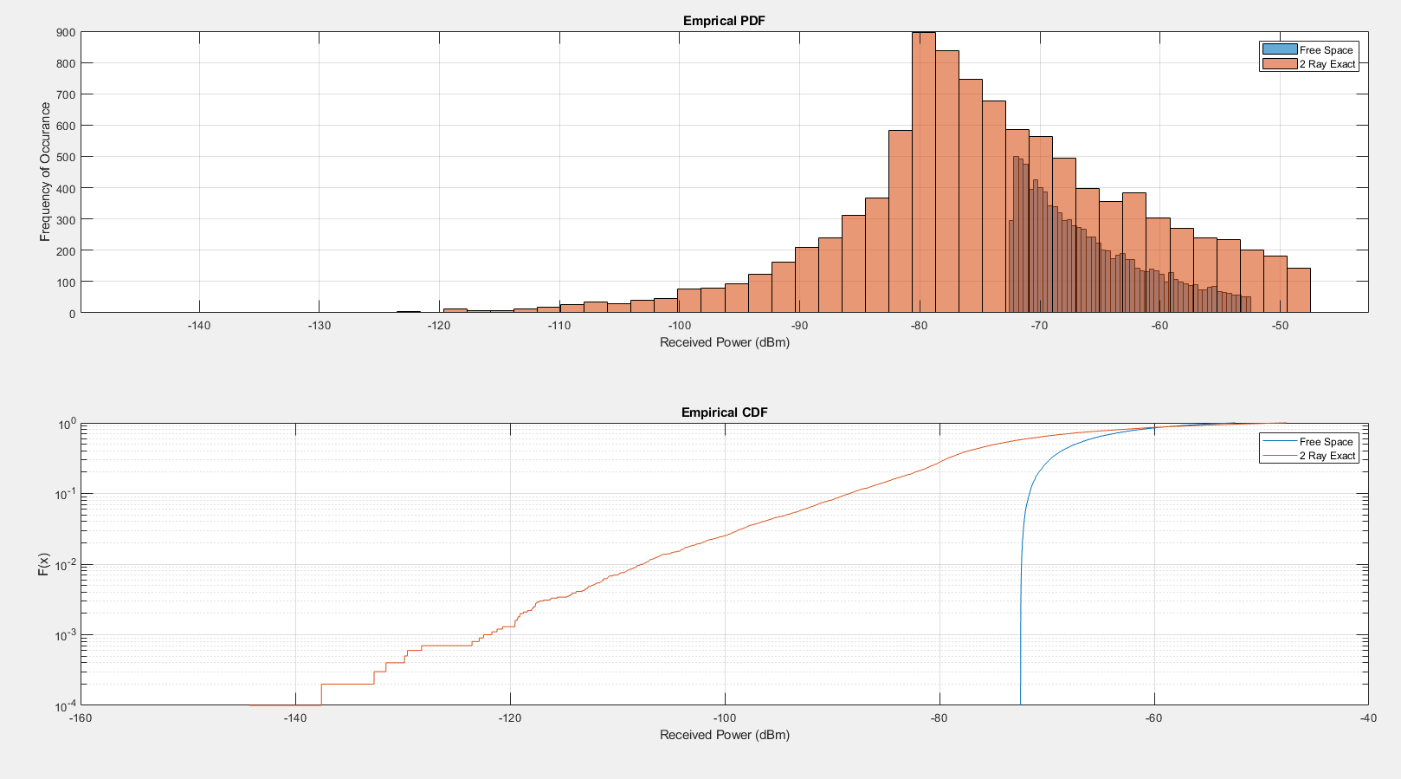 Emprical PDF
900
800
700
600
500
400
300
200
100
0
Frequency of Occurance
Free Space
2 Ray Exact
-140 -130 -120 -110 -100 -90 -80 -70 -60 -50
Received Power (dBm)
Empirical CDF
10^0
10^-1
10^-2
10^-3
10^-4
F(x)
Free Space
2 Ray Exact
-160 -140 -120 -100 -80 -60 -40
Received Power (dBm)